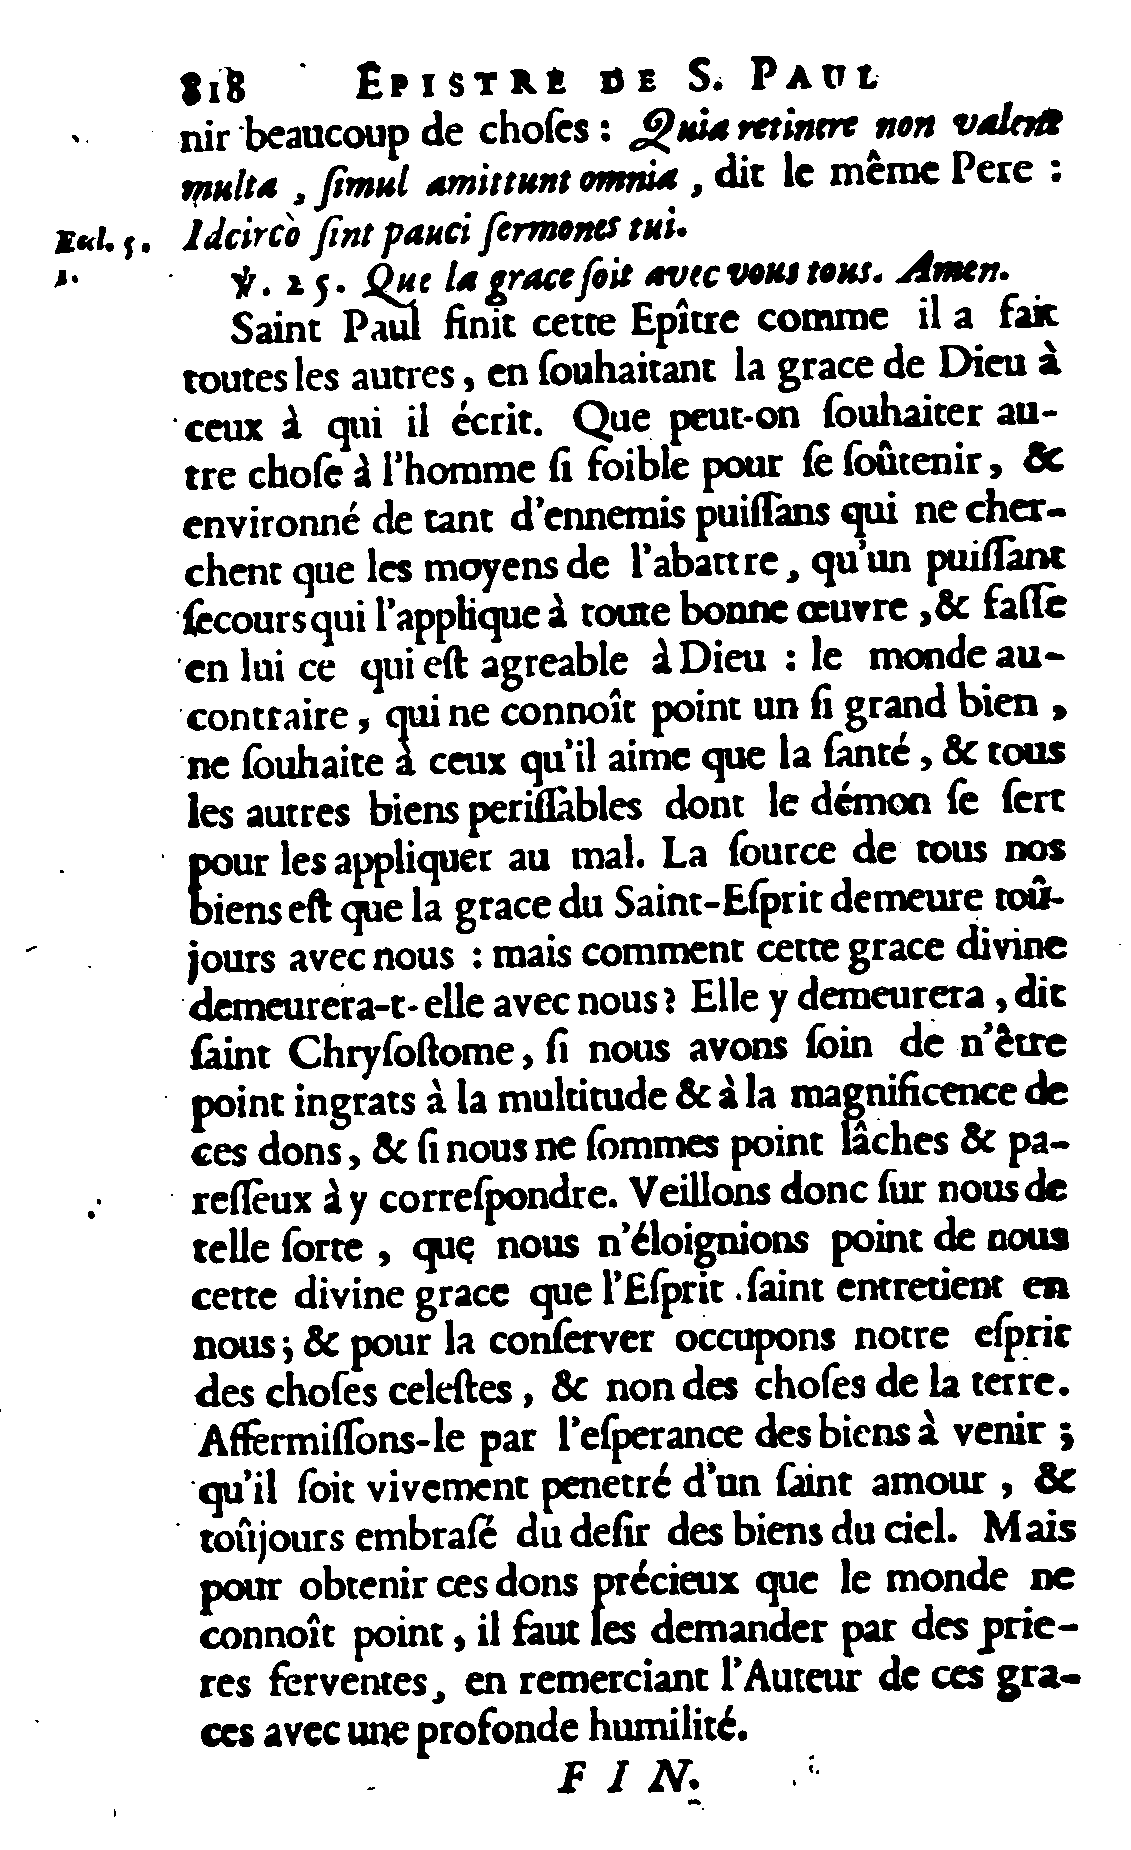 818 EPISTRE DE S. PAUL
nir beaucoup de choſes : Quia retinere non valent
multa , ſimul amittunt omnia , dit le même Pere :
Eccl. 5. Idcircò ſint pauci ſermones tui.
1. ℣. 25. Que la grace ſoit avec vous tous. Amen.
Saint Paul finit cette Epître comme il a fait
toutes les autres , en ſouhaitant la grace de Dieu à
ceux à qui il écrit. Que peut-on ſouhaiter au-
tre choſe à l'homme ſi foible pour ſe ſoûtenir , &
environné de tant d'ennemis puiſſans qui ne cher-
chent que les moyens de l'abattre , qu'un puiſſant
ſecours qui l'applique à toute bonne œuvre , & faſſe
en lui ce qui eſt agreable à Dieu : le monde au-
contraire , qui ne connoît point un ſi grand bien ,
ne ſouhaite à ceux qu'il aime que la ſanté , & tous
les autres biens periſſables dont le démon ſe ſert
pour les appliquer au mal. La ſource de tous nos
biens eſt que la grace du Saint-Eſprit demeure toû-
jours avec nous : mais comment cette grace divine
demeurera-t-elle avec nous ? Elle y demeurera , dit
ſaint Chryſoſtome , ſi nous avons ſoin de n'être
point ingrats à la multitude & à la magnificence de
ces dons , & ſi nous ne ſommes point lâches & pa-
reſſeux à y correſpondre. Veillons donc ſur nous de
telle ſorte , que nous n'éloignions point de nous
cette divine grace que l'Eſprit ſaint entretient en
nous ; & pour la conſerver occupons notre eſprit
des choſes celeſtes , & non des choſes de la terre.
Affermiſſons-le par l'eſperance des biens à venir ;
qu'il ſoit vivement penetré d'un ſaint amour , &
toûjours embraſé du deſir des biens du ciel. Mais
pour obtenir ces dons précieux que le monde ne
connoît point , il faut les demander par des prie-
res ferventes , en remerciant l'Auteur de ces gra-
ces avec une profonde humilité.
FIN.